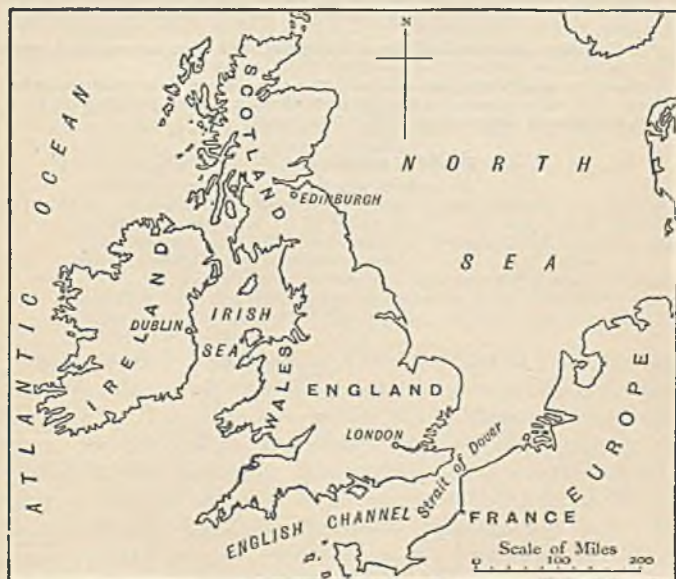 N
SCOTLAND
ATLANTIC OCEAN
NORTH
SEA
EDINBURGH
IRELAND
DUBLIN
IRISH
SEA
WALES
ENGLAND
LONDON
Strait of Dover
EUROPE
ENGLISH CHANNEL
FRANCE
Scale of Miles
0 100 200